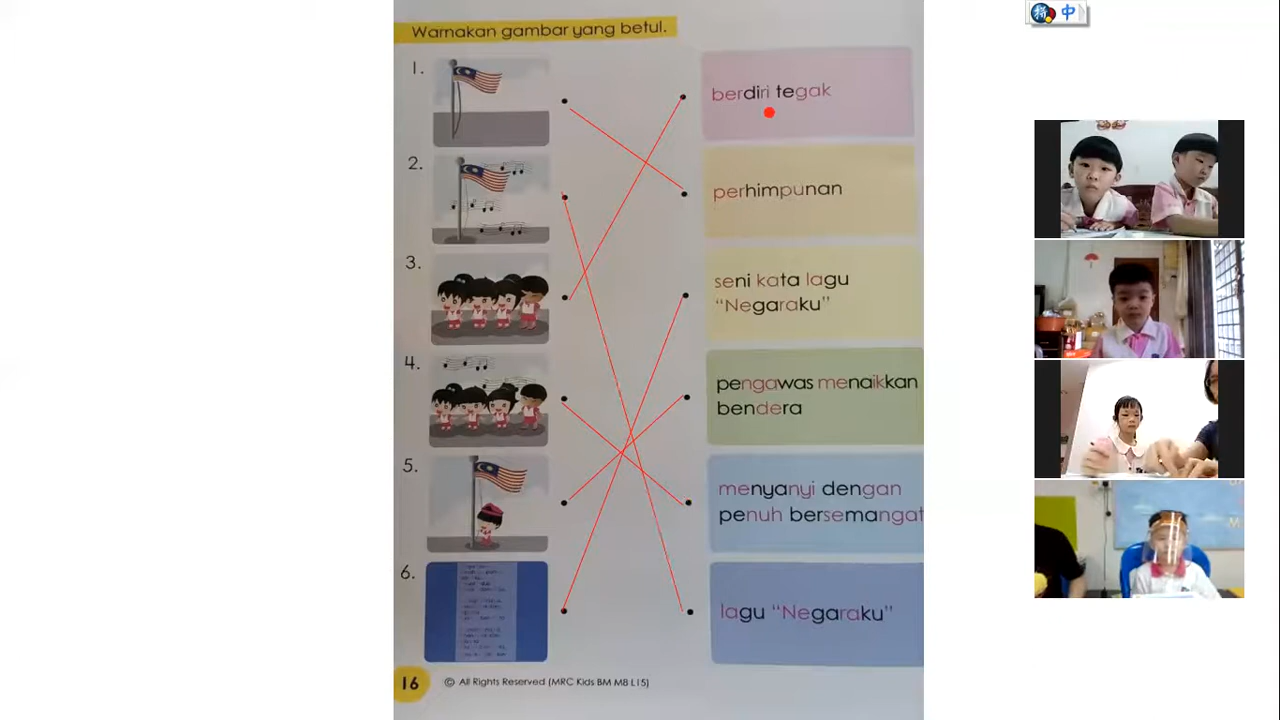 将 中
Warnakan gambar yang betul.
1.
berdiri tegak
2.
perhimpunan
3.
seni kata lagu
“Negaraku”
4.
pengawas menaikkan
bendera
5.
menyanyi dengan
penuh bersemangat
6.
lagu “Negaraku”
16
© All Rights Reserved (MRC Kids BM M8 L15)